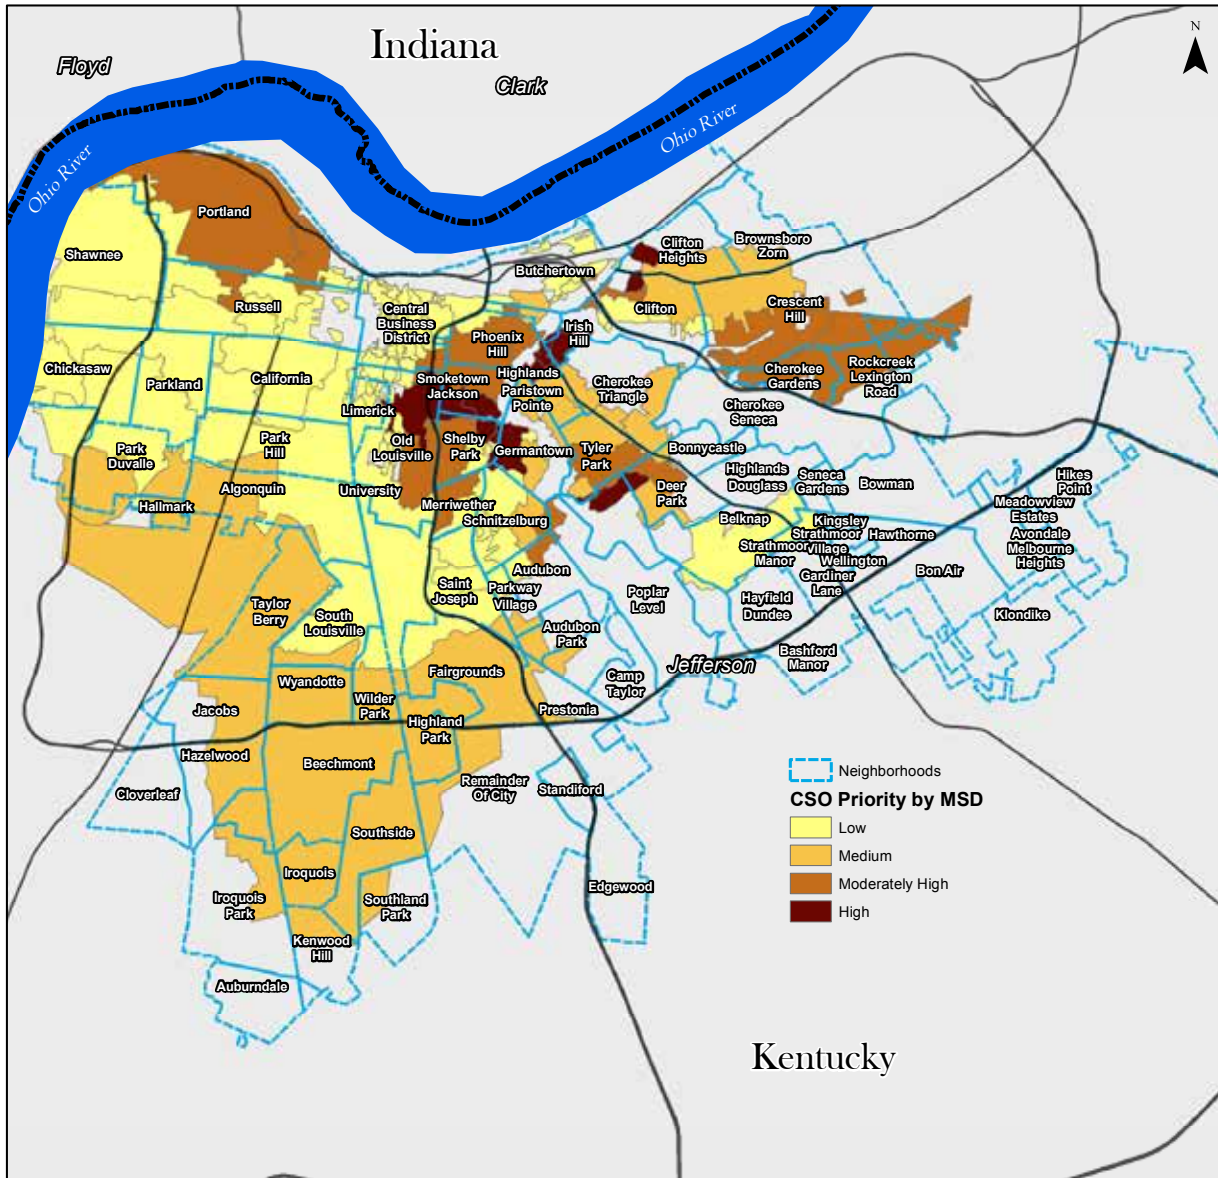 Indiana
N
Floyd
Clark
Ohio River
Ohio River
Portland
Shawnee
Clifton
Heights
Brownsboro
Zorn
Butchertown
Russell
Central
Business
District
Clifton
Crescent
Hill
Phoenix
Hill
Irish
Hill
Chickasaw
Parkland
California
Smoketown
Jackson
Highlands
Paristown
Pointe
Cherokee
Triangle
Cherokee
Gardens
Rockcreek
Lexington
Road
Limerick
Cherokee
Seneca
Park
Duvalle
Park
Hill
Old
Louisville
Shelby
Park
Germantown
Tyler
Park
Bonnycastle
Algonquin
University
Highlands
Douglass
Seneca
Gardens
Bowman
Hikes
Point
Hallmark
Merriwether
Schnitzelburg
Deer
Park
Meadowview
Estates
Belknap
Kingsley
Strathmoor
Village
Hawthorne
Avondale
Melbourne
Heights
Strathmoor
Manor
Wellington
Audubon
Bon Air
Saint
Joseph
Parkway
Village
Gardiner
Lane
Poplar
Level
Hayfield
Dundee
Klondike
Taylor
Berry
South
Louisville
Audubon
Park
Bashford
Manor
Jefferson
Wyandotte
Fairgrounds
Camp
Taylor
Jacobs
Wilder
Park
Highland
Park
Prestonia
Hazelwood
Beechmont
Cloverleaf
Remainder
Of City
Standiford
Neighborhoods
CSO Priority by MSD
Low
Medium
Moderately High
High
Southside
Iroquois
Iroquois
Park
Southland
Park
Edgewood
Kenwood
Hill
Auburndale
Kentucky